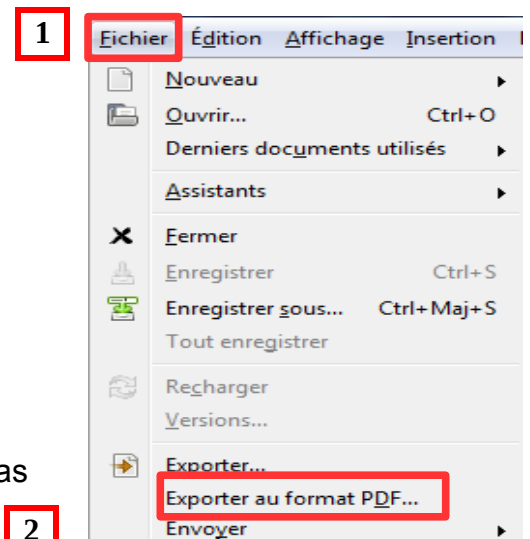 1
Fichier Édition Affichage Insertion
Nouveau
Ouvrir... Ctrl+O
Derniers documents utilisés
Assistants
Fermer
Enregistrer Ctrl+S
Enregistrer sous... Ctrl+Maj+S
Tout enregistrer
Recharger
Versions...
as
Exporter...
Exporter au format PDF...
2
Envoyer